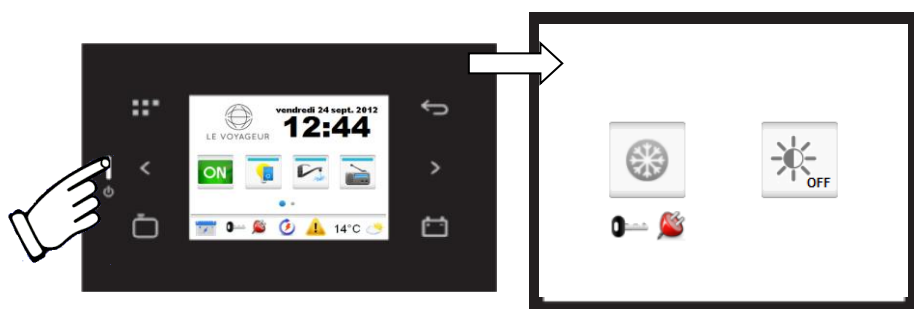 vendredi 24 sept. 2012
12:44
LE VOYAGEUR
ON
14°C
OFF